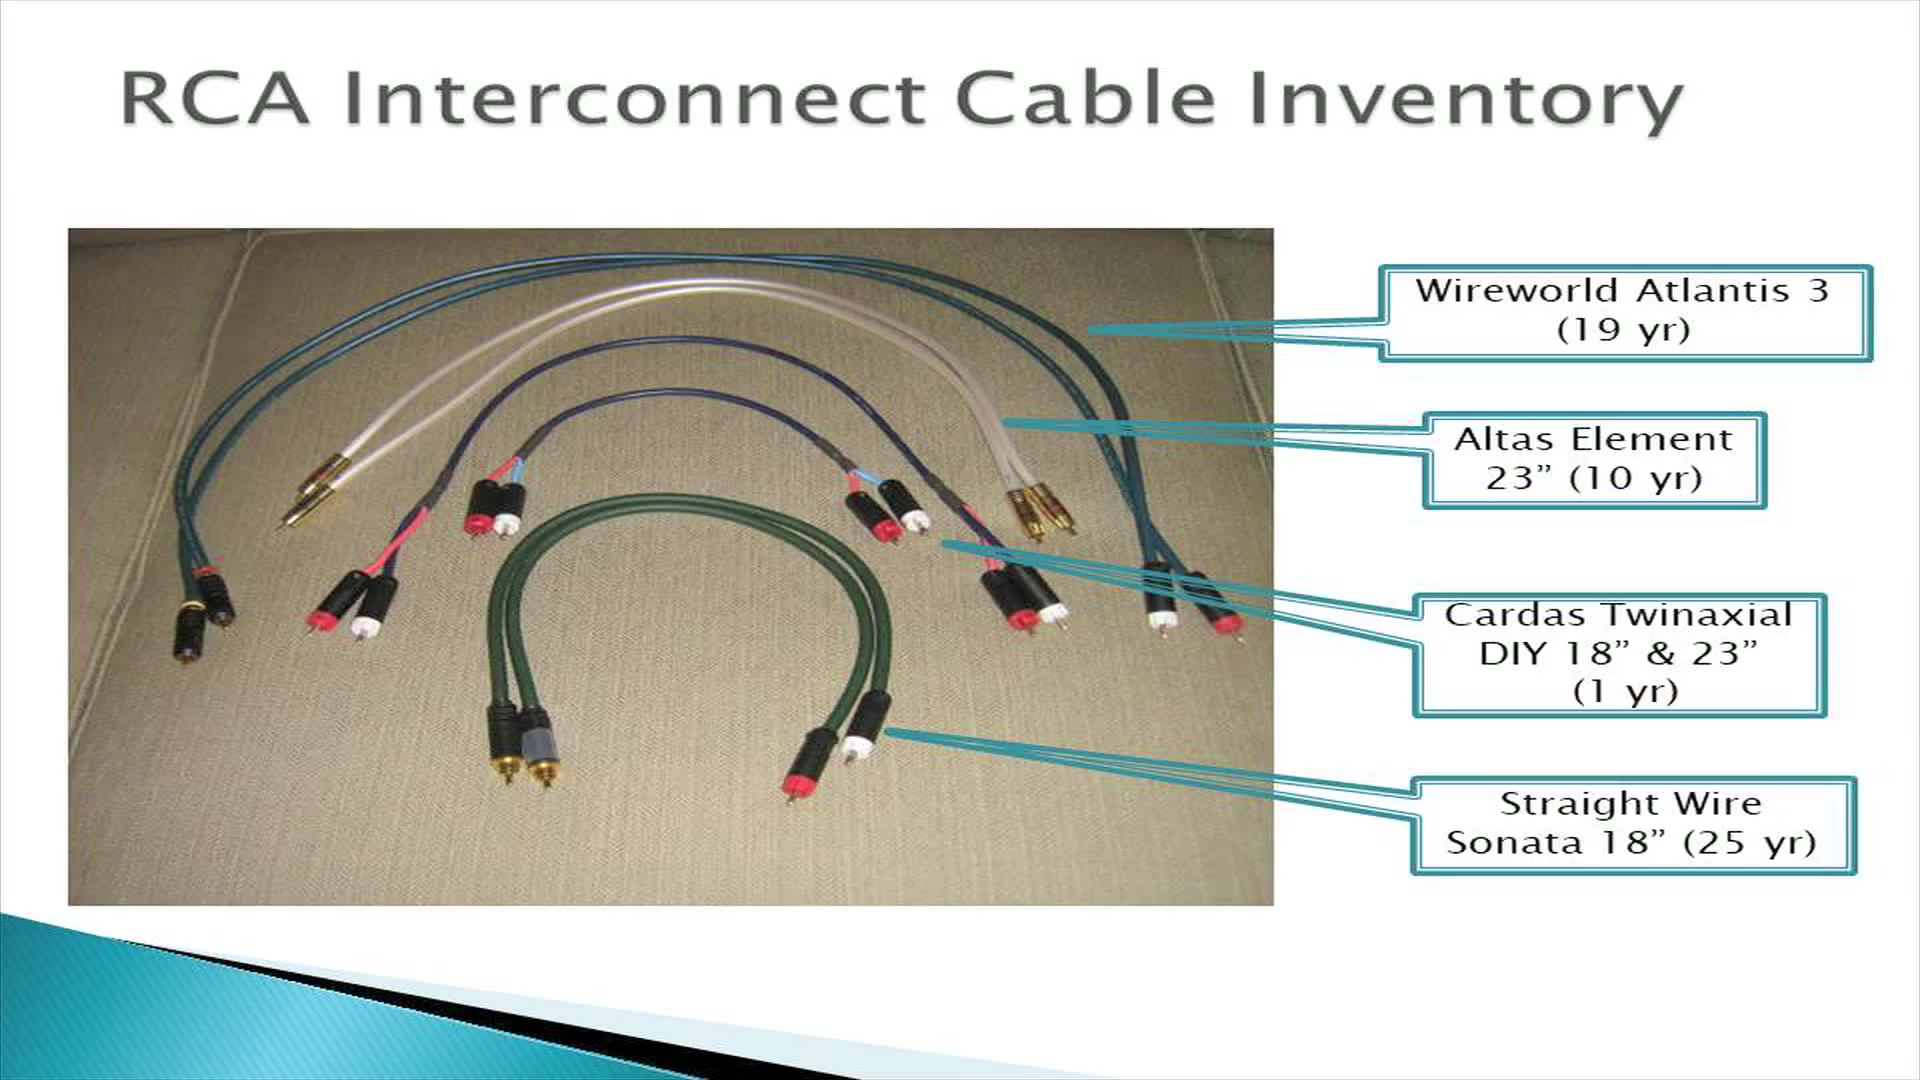 RCA Interconnect Cable Inventory
Wireworld Atlantis 3
(19 yr)
Altas Element
23” (10 yr)
Cardas Twinaxial
DIY 18” & 23”
(1 yr)
Straight Wire
Sonata 18” (25 yr)